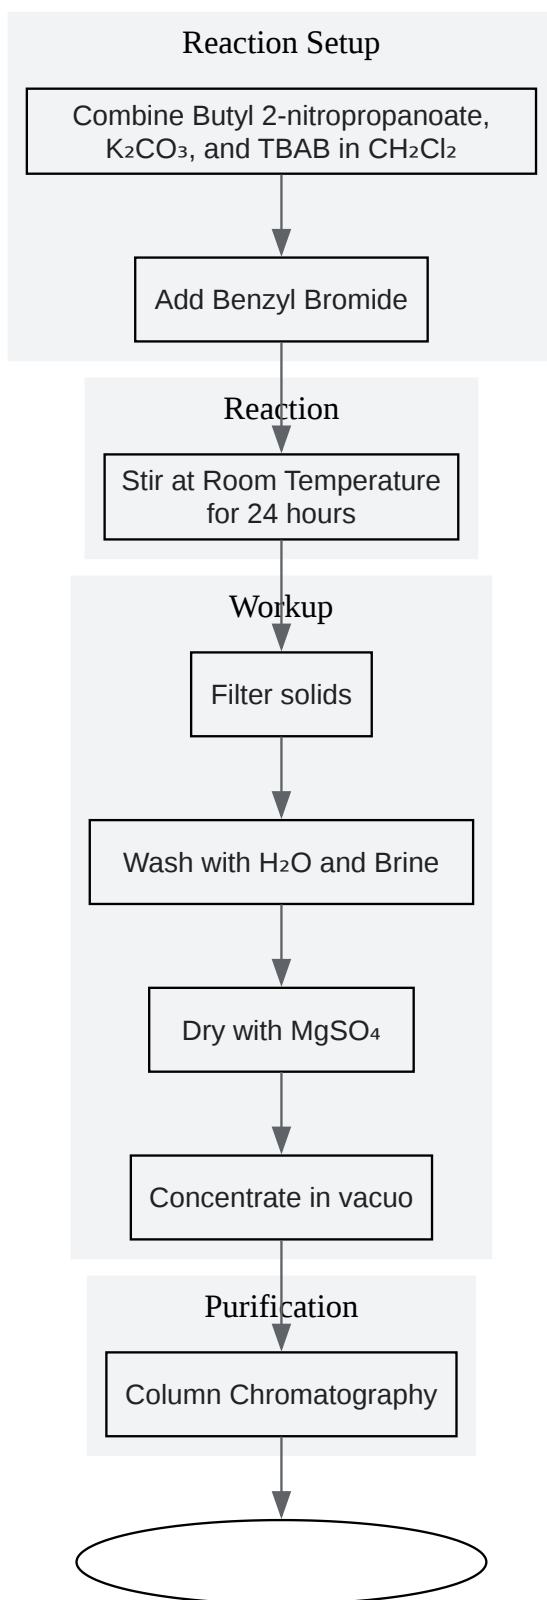 Reaction Setup
Combine Butyl 2-nitropropanoate,
K₂CO₃, and TBAB in CH₂Cl₂
Add Benzyl Bromide
Reaction
Stir at Room Temperature
for 24 hours
Workup
Filter solids
Wash with H₂O and Brine
Dry with MgSO₄
Concentrate in vacuo
Purification
Column Chromatography